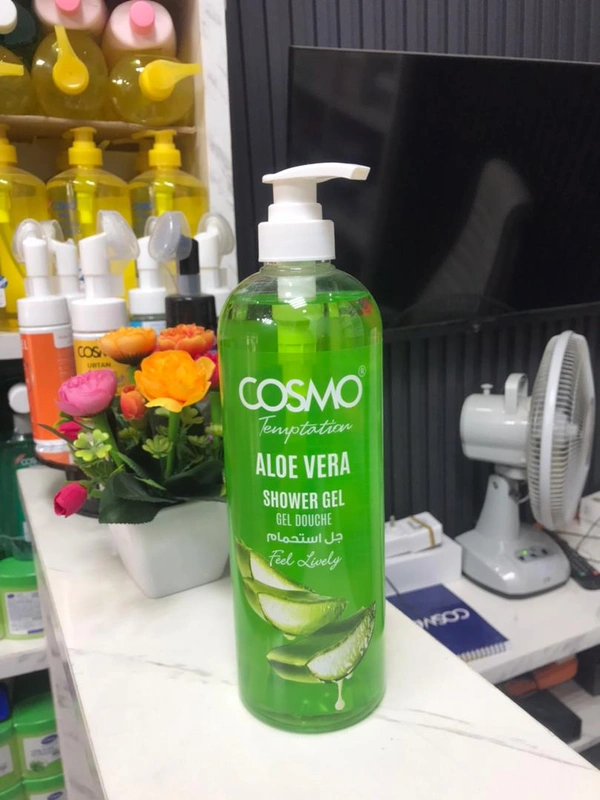 COSMO®
Temptation
ALOE VERA
SHOWER GEL
GEL DOUCHE
جل استحمام
Feel Lively
COSMO